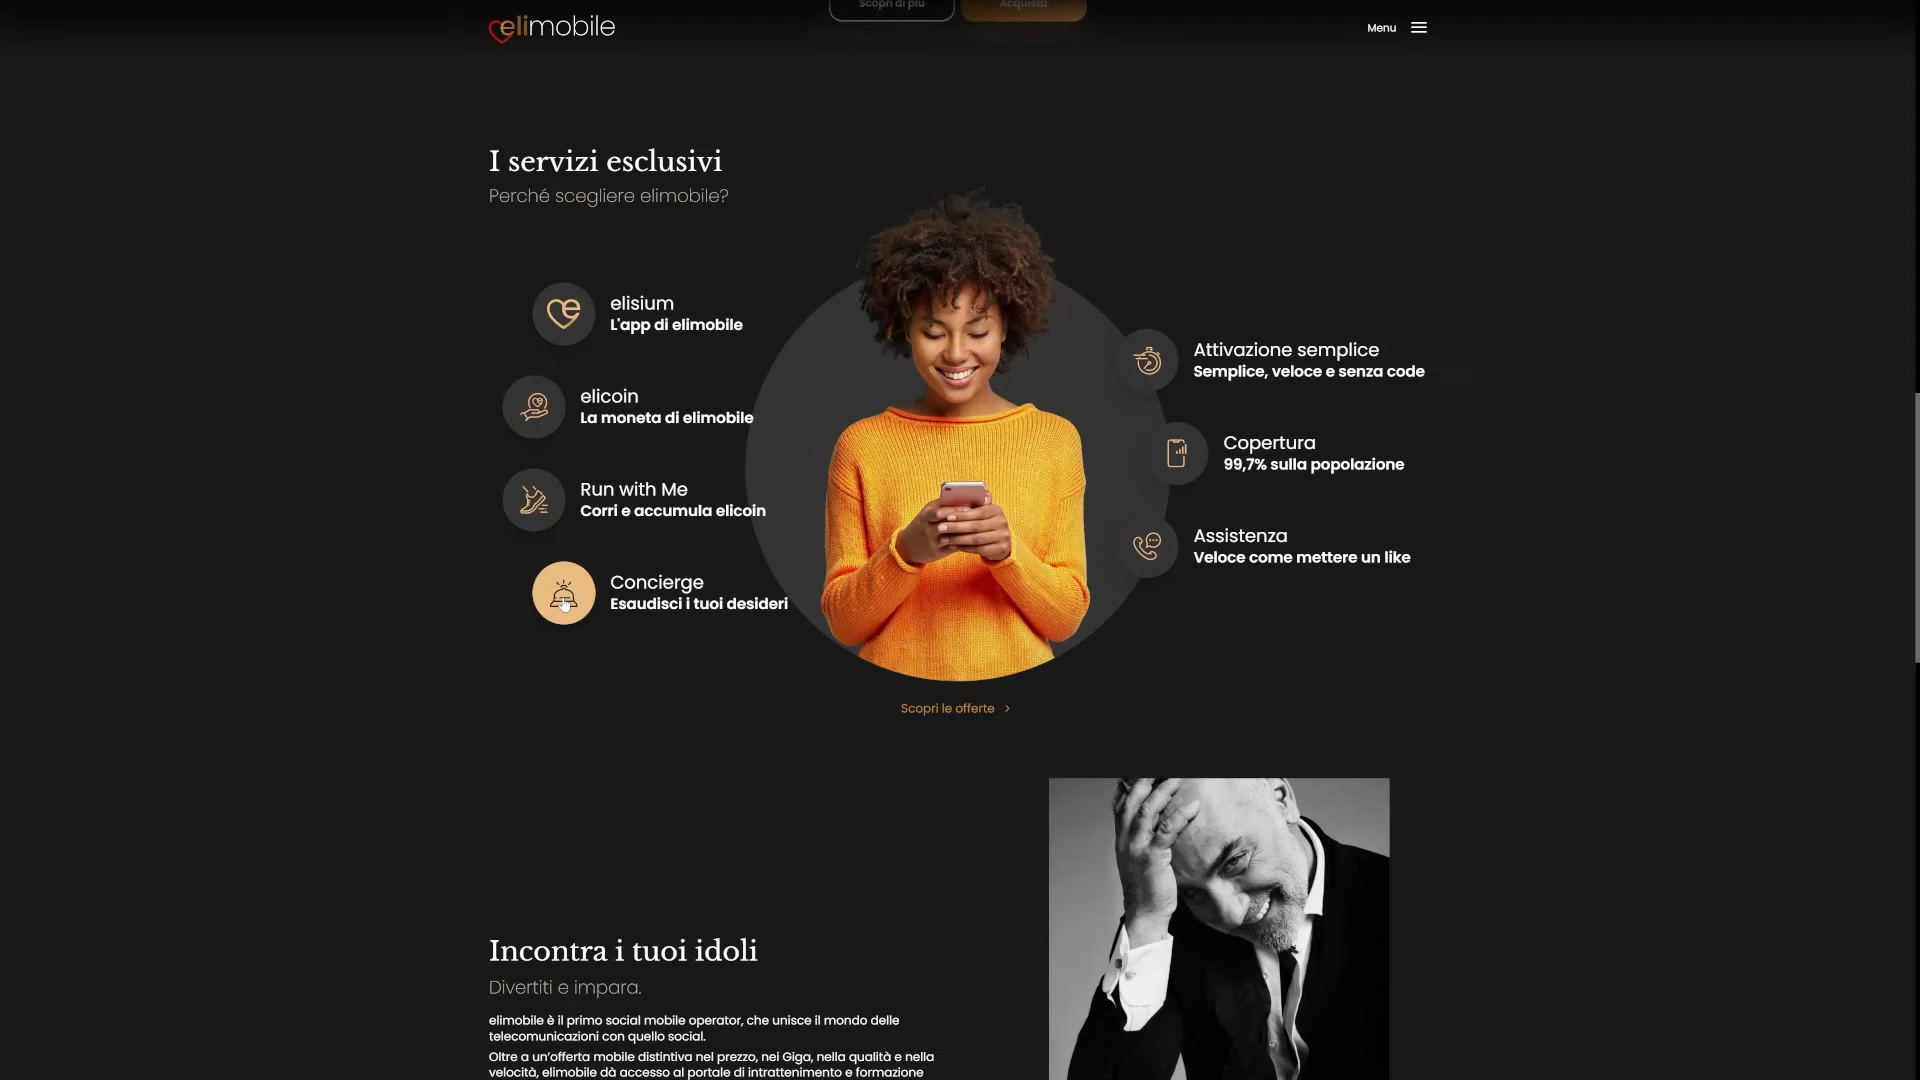 Scopri di più
Acquista
elimobile
Menu
I servizi esclusivi
Perché scegliere elimobile?
elisium
L'app di elimobile
elicoin
La moneta di elimobile
Run with Me
Corri e accumula elicoin
Concierge
Esaudisci i tuoi desideri
Attivazione semplice
Semplice, veloce e senza code
Copertura
99,7% sulla popolazione
Assistenza
Veloce come mettere un like
Scopri le offerte
Incontra i tuoi idoli
Divertiti e impara.
elimobile è il primo social mobile operator, che unisce il mondo delle
telecomunicazioni con quello social.
Oltre a un'offerta mobile distintiva nel prezzo, nei Giga, nella qualità e nella
velocità, elimobile dà accesso al portale di intrattenimento e formazione